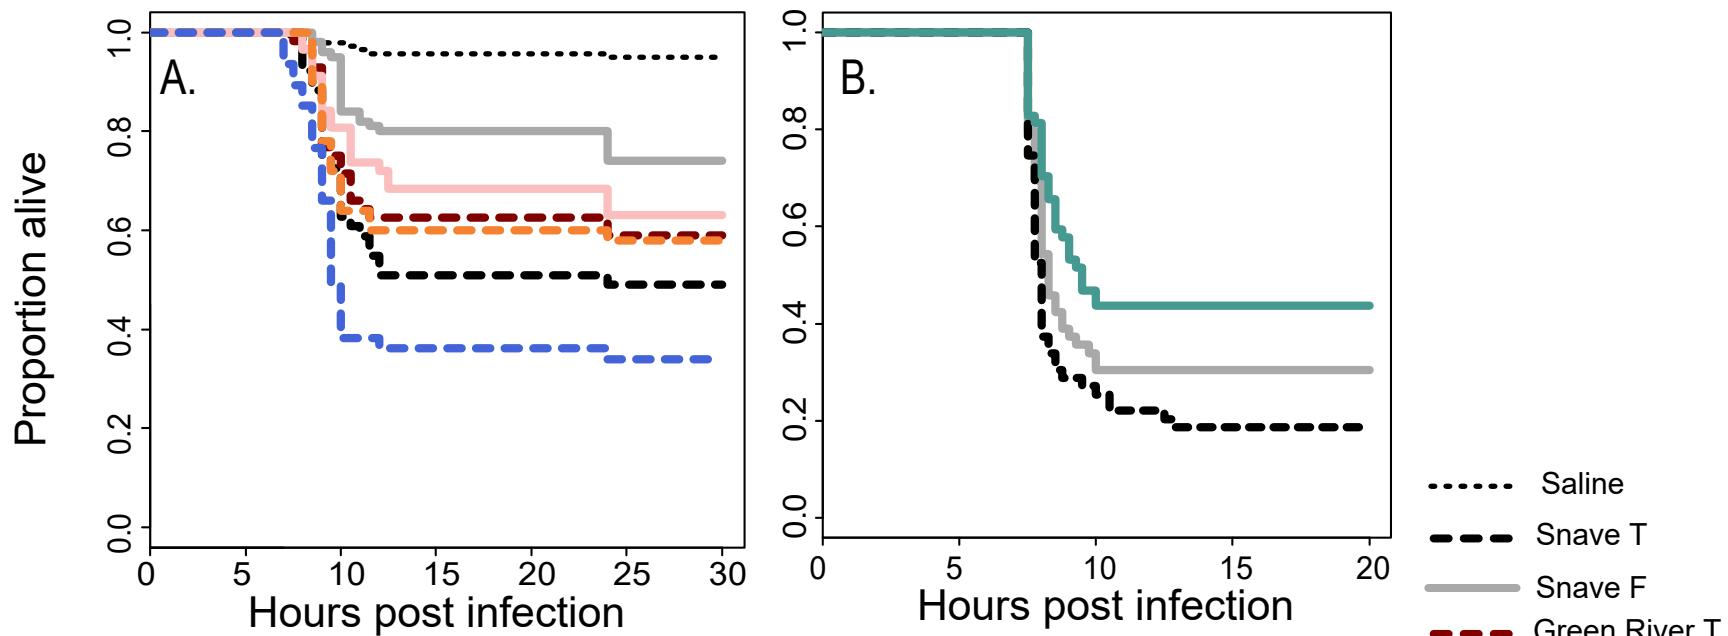 A.
B.
Proportion alive
1.0
0.8
0.6
0.4
0.2
0.0
0 5 10 15 20 25 30
Hours post infection
1.0
0.8
0.6
0.4
0.2
0.0
0 5 10 15 20
Hours post infection
Saline
Snave T
Snave F
Green River T